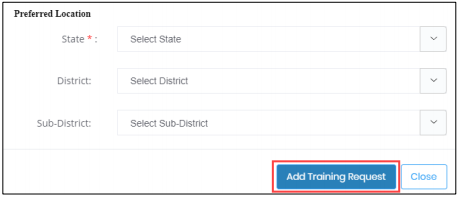 Preferred Location
State * : Select State
District: Select District
Sub-District: Select Sub-District
Add Training Request Close